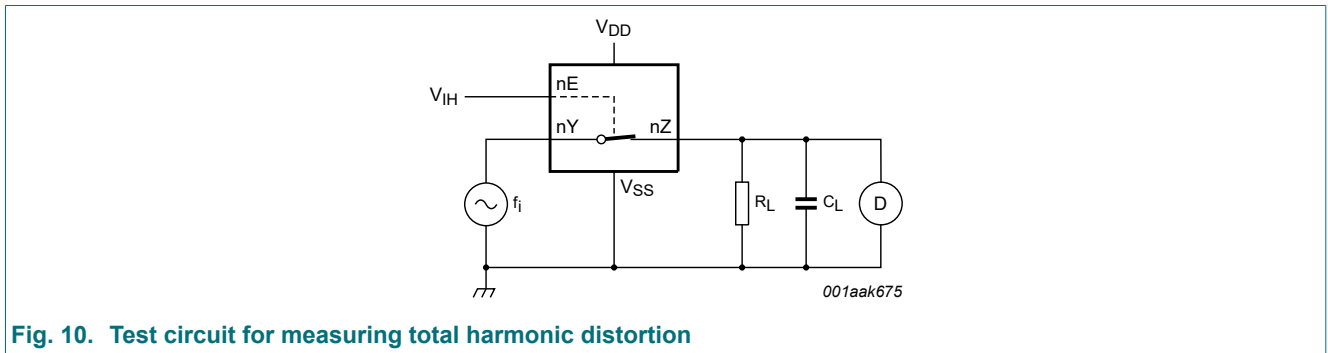 VDD
nE
VIH
nY
nZ
VSS
fi
RL
CL
D
001aak675
Fig. 10. Test circuit for measuring total harmonic distortion